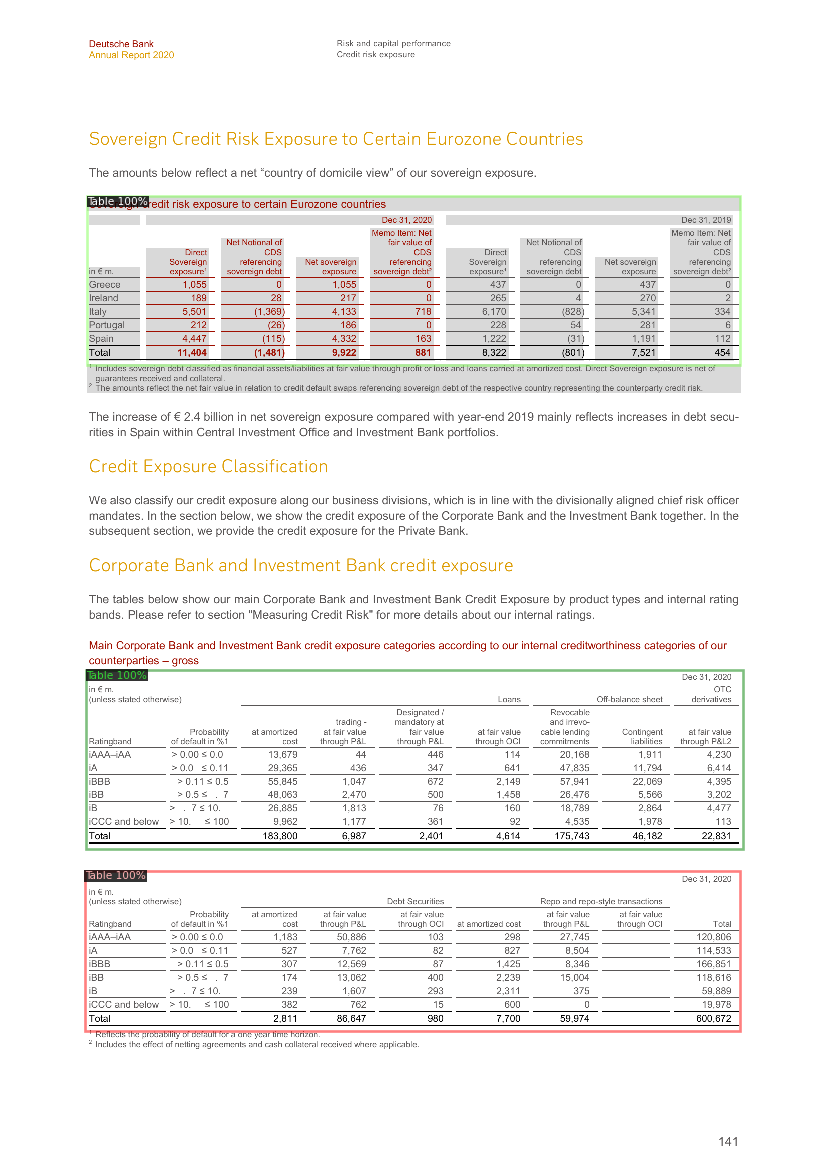 Deutsche Bank
Annual Report 2020
Risk and capital performance
Credit risk exposure
Sovereign Credit Risk Exposure to Certain Eurozone Countries
The amounts below reflect a net “country of domicile view” of our sovereign exposure.
Table 100%
redit risk exposure to certain Eurozone countries
Dec 31, 2020 Dec 31, 2019
in € m. Direct Sovereign exposure¹ Net Notional of CDS referencing sovereign debt Net sovereign exposure Memo Item: Net fair value of CDS referencing sovereign debt² Direct Sovereign exposure¹ Net Notional of CDS referencing sovereign debt Net sovereign exposure Memo Item: Net fair value of CDS referencing sovereign debt²
Greece 1,055 0 1,055 0 437 0 437 0
Ireland 189 28 217 0 265 4 270 2
Italy 5,501 (1,369) 4,133 718 6,170 (828) 5,341 334
Portugal 212 (26) 186 0 228 54 281 6
Spain 4,447 (115) 4,332 163 1,222 (31) 1,191 112
Total 11,404 (1,481) 9,922 881 8,322 (801) 7,521 454
¹ Includes sovereign debt classified as financial assets/liabilities at fair value through profit or loss and loans carried at amortized cost. Direct Sovereign exposure is net of
guarantees received and collateral.
² The amounts reflect the net fair value in relation to credit default swaps referencing sovereign debt of the respective country representing the counterparty credit risk.
The increase of € 2.4 billion in net sovereign exposure compared with year-end 2019 mainly reflects increases in debt secu-
rities in Spain within Central Investment Office and Investment Bank portfolios.
Credit Exposure Classification
We also classify our credit exposure along our business divisions, which is in line with the divisionally aligned chief risk officer
mandates. In the section below, we show the credit exposure of the Corporate Bank and the Investment Bank together. In the
subsequent section, we provide the credit exposure for the Private Bank.
Corporate Bank and Investment Bank credit exposure
The tables below show our main Corporate Bank and Investment Bank Credit Exposure by product types and internal rating
bands. Please refer to section "Measuring Credit Risk" for more details about our internal ratings.
Main Corporate Bank and Investment Bank credit exposure categories according to our internal creditworthiness categories of our
counterparties – gross
Table 100%
Dec 31, 2020
in € m.
(unless stated otherwise) Loans Off-balance sheet OTC derivatives
Ratingband Probability of default in %1 at amortized cost trading - at fair value through P&L Designated / mandatory at fair value through P&L at fair value through OCI Revocable and irrevo- cable lending commitments Contingent liabilities at fair value through P&L2
iAAA–iAA > 0.00 ≤ 0.0 13,679 44 446 114 20,168 1,911 4,230
iA > 0.0 ≤ 0.11 29,365 436 347 641 47,835 11,794 6,414
iBBB > 0.11 ≤ 0.5 55,845 1,047 672 2,149 57,941 22,069 4,395
iBB > 0.5 ≤ . 7 48,063 2,470 500 1,458 26,476 5,566 3,202
iB > . 7 ≤ 10. 26,885 1,813 76 160 18,789 2,864 4,477
iCCC and below > 10. ≤ 100 9,962 1,177 361 92 4,535 1,978 113
Total 183,800 6,987 2,401 4,614 175,743 46,182 22,831
Table 100%
Dec 31, 2020
in € m.
(unless stated otherwise) Debt Securities Repo and repo-style transactions
Ratingband Probability of default in %1 at amortized cost at fair value through P&L at fair value through OCI at amortized cost at fair value through P&L at fair value through OCI Total
iAAA–iAA > 0.00 ≤ 0.0 1,183 50,886 103 298 27,745 120,806
iA > 0.0 ≤ 0.11 527 7,762 82 827 8,504 114,533
iBBB > 0.11 ≤ 0.5 307 12,569 87 1,425 8,346 166,851
iBB > 0.5 ≤ . 7 174 13,062 400 2,239 15,004 118,616
iB > . 7 ≤ 10. 239 1,607 293 2,311 375 59,889
iCCC and below > 10. ≤ 100 382 762 15 600 0 19,978
Total 2,811 86,647 980 7,700 59,974 600,672
¹ Reflects the probability of default for a one year time horizon.
² Includes the effect of netting agreements and cash collateral received where applicable.
141